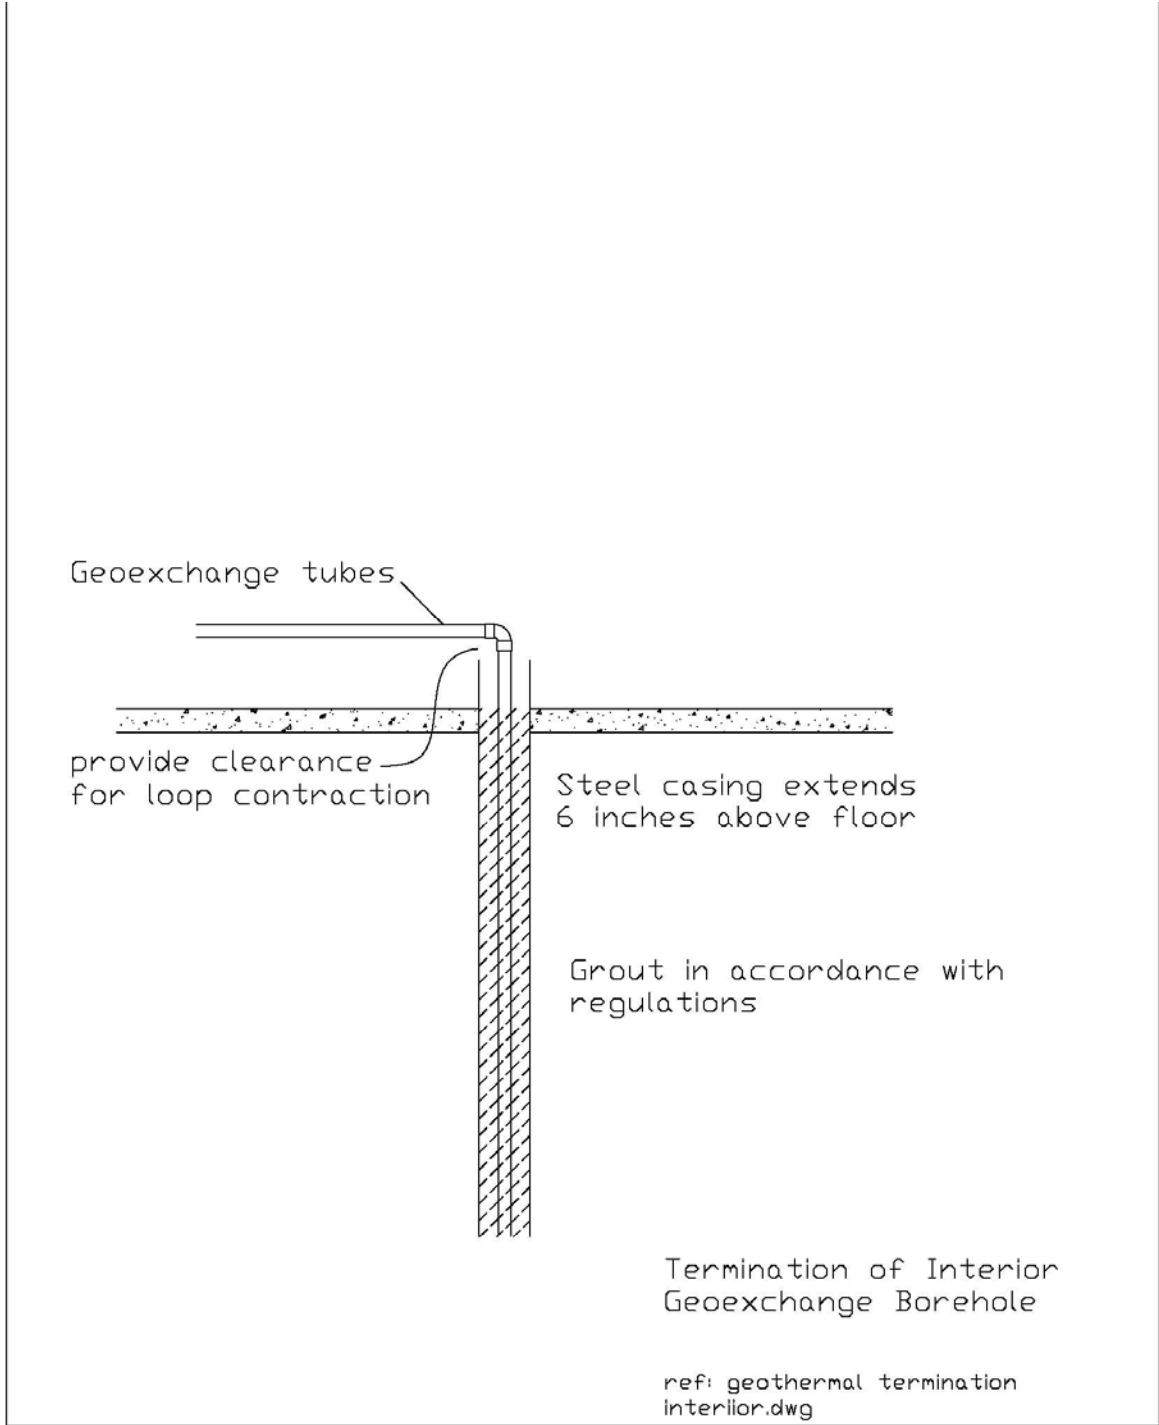 Geoexchange tubes
provide clearance
for loop contraction
Steel casing extends
6 inches above floor
Grout in accordance with
regulations
Termination of Interior
Geoexchange Borehole
ref: geothermal termination
interiior.dwg